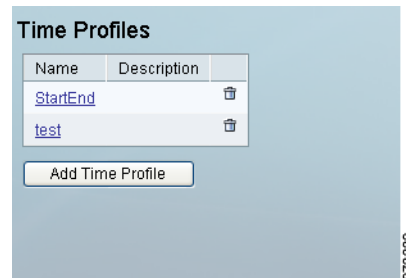 Time Profiles
Name Description
StartEnd
test
Add Time Profile